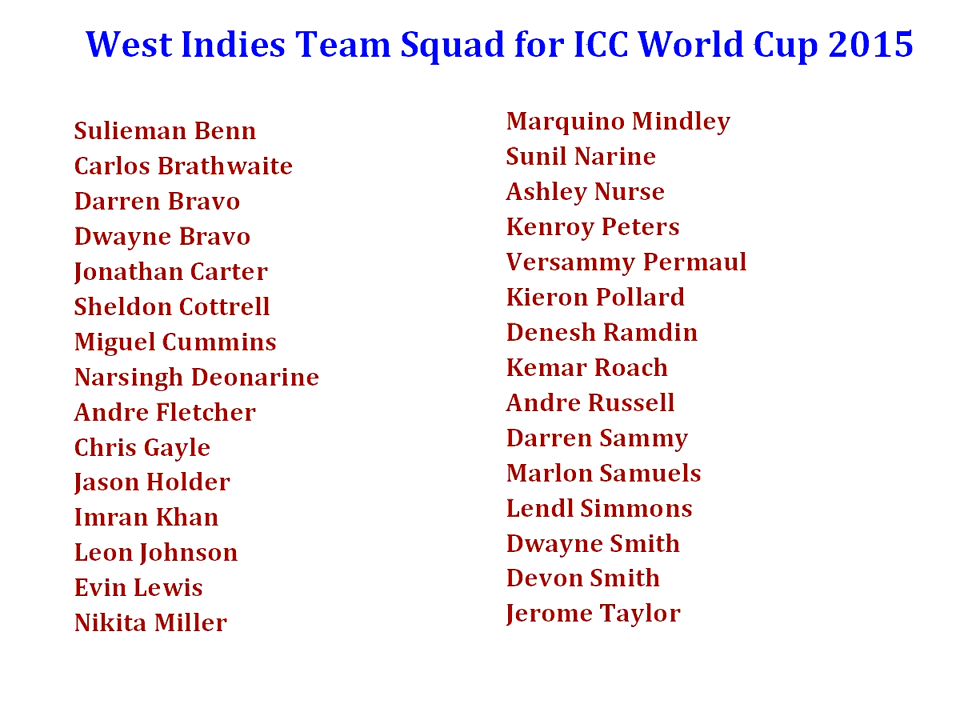 West Indies Team Squad for ICC World Cup 2015
Sulieman Benn
Carlos Brathwaite
Darren Bravo
Dwayne Bravo
Jonathan Carter
Sheldon Cottrell
Miguel Cummins
Narsingh Deonarine
Andre Fletcher
Chris Gayle
Jason Holder
Imran Khan
Leon Johnson
Evin Lewis
Nikita Miller
Marquino Mindley
Sunil Narine
Ashley Nurse
Kenroy Peters
Versammy Permaul
Kieron Pollard
Denesh Ramdin
Kemar Roach
Andre Russell
Darren Sammy
Marlon Samuels
Lendl Simmons
Dwayne Smith
Devon Smith
Jerome Taylor